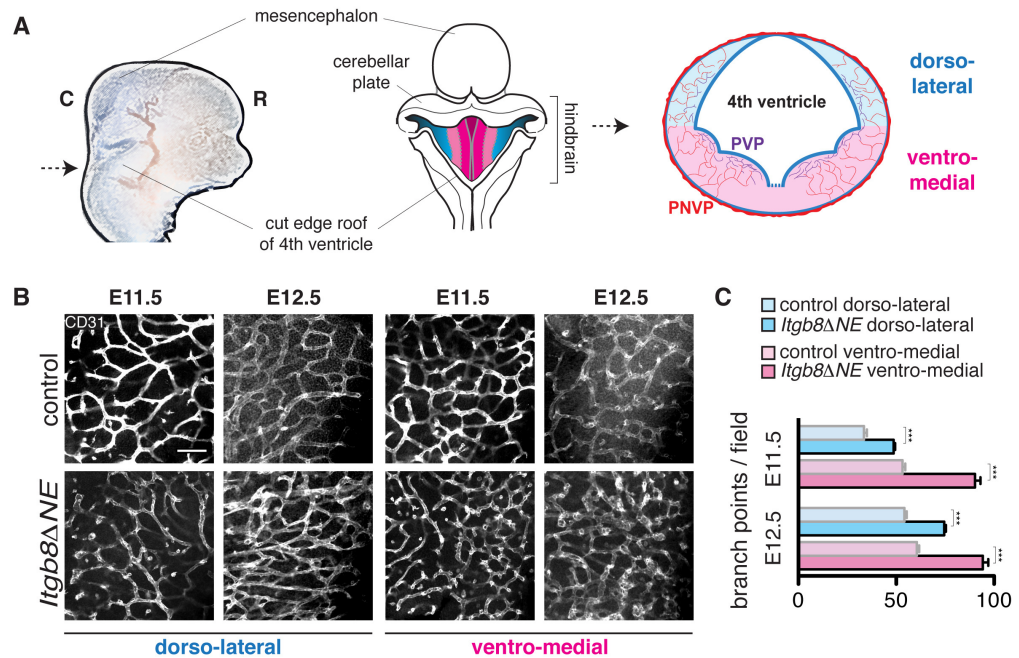 A
mesencephalon
C
R
cut edge roof
of 4th ventricle
cerebellar
plate
hindbrain
4th ventricle
PVP
PNVP
dorso-
lateral
ventro-
medial
B
E11.5
E12.5
E11.5
E12.5
CD31
control
Itgb8ΔNE
dorso-lateral
ventro-medial
C
control dorso-lateral
Itgb8ΔNE dorso-lateral
control ventro-medial
Itgb8ΔNE ventro-medial
branch points / field
E11.5
***
***
E12.5
***
***
0
50
100